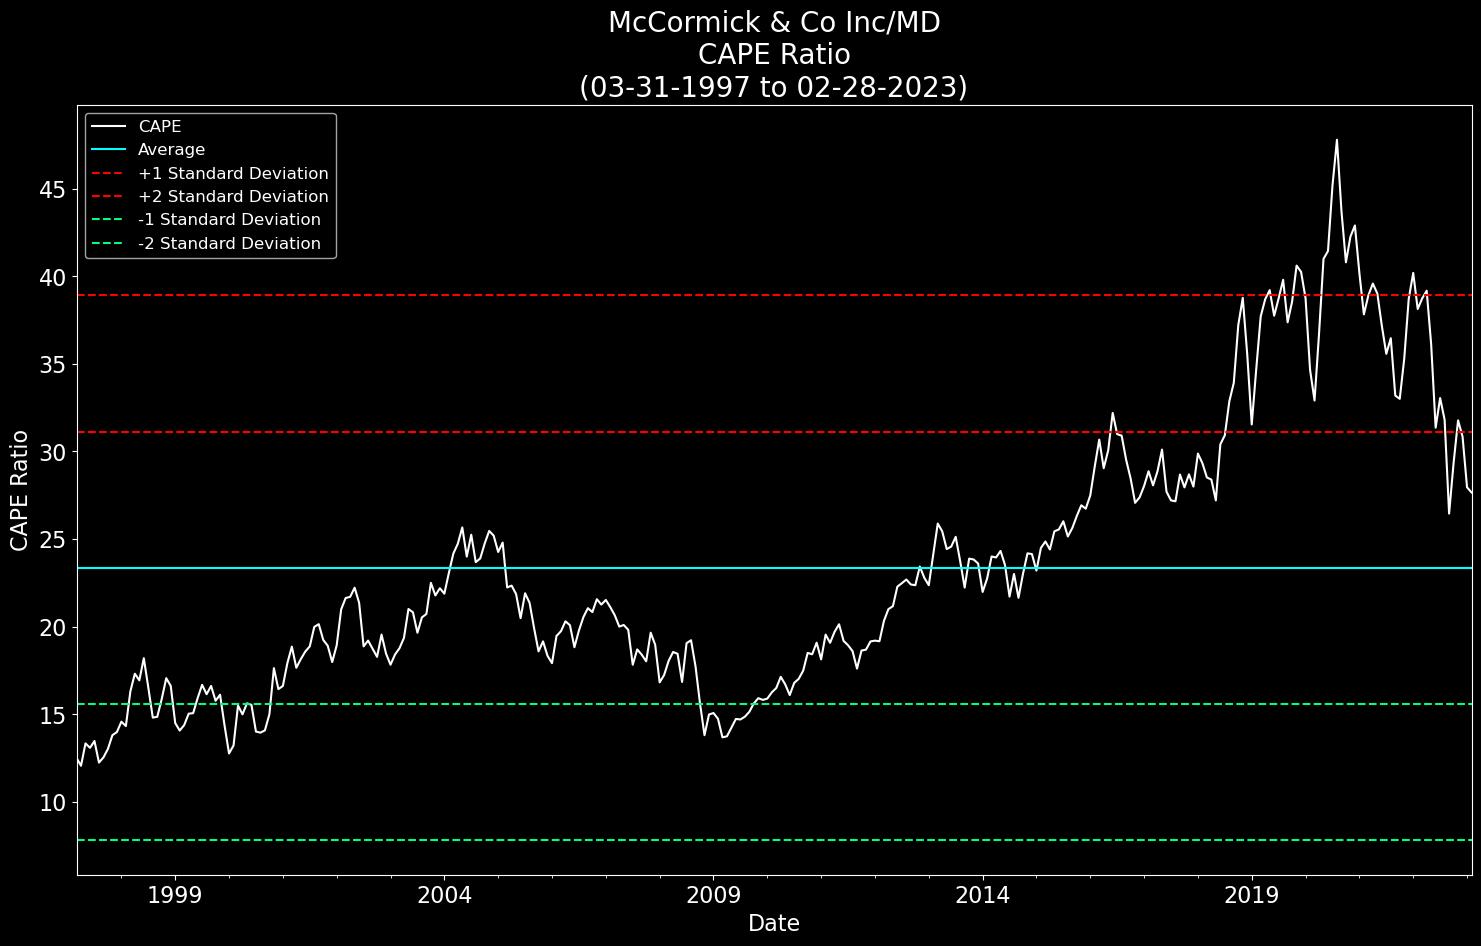 McCormick & Co Inc/MD
CAPE Ratio
(03-31-1997 to 02-28-2023)
CAPE
Average
+1 Standard Deviation
+2 Standard Deviation
-1 Standard Deviation
-2 Standard Deviation
CAPE Ratio
45
40
35
30
25
20
15
10
1999 2004 2009 2014 2019
Date